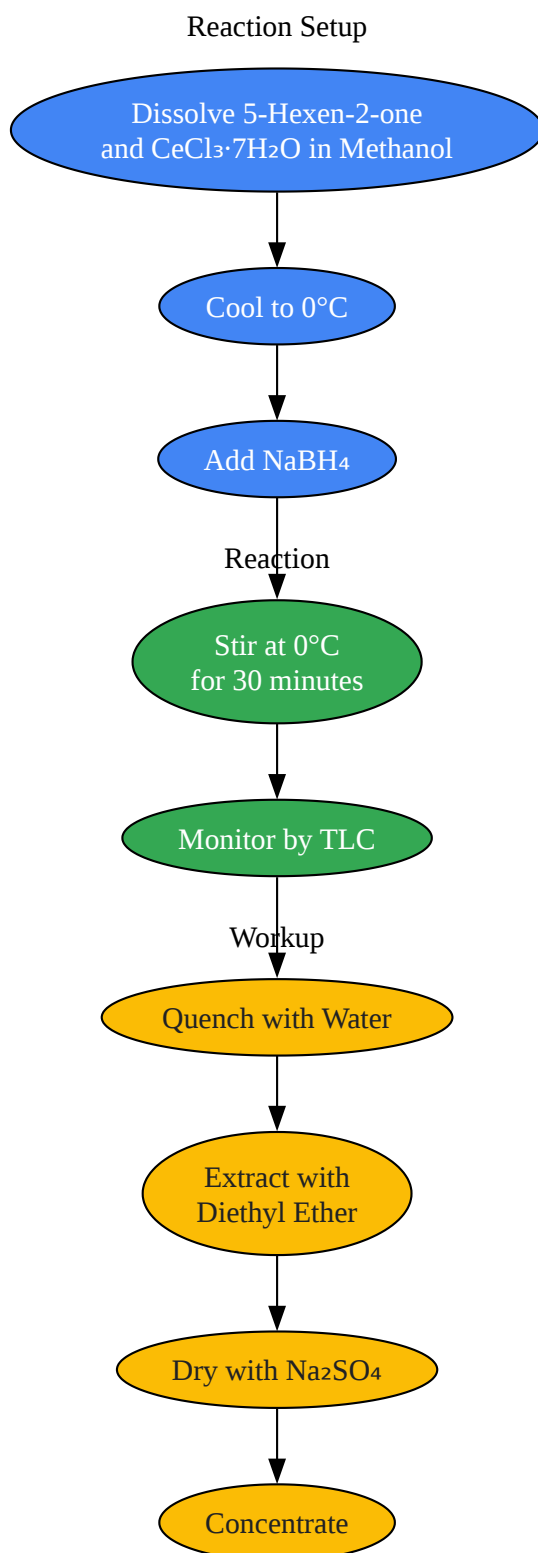 Reaction Setup
Dissolve 5-Hexen-2-one
and CeCl₃·7H₂O in Methanol
Cool to 0°C
Add NaBH₄
Reaction
Stir at 0°C
for 30 minutes
Monitor by TLC
Workup
Quench with Water
Extract with
Diethyl Ether
Dry with Na₂SO₄
Concentrate